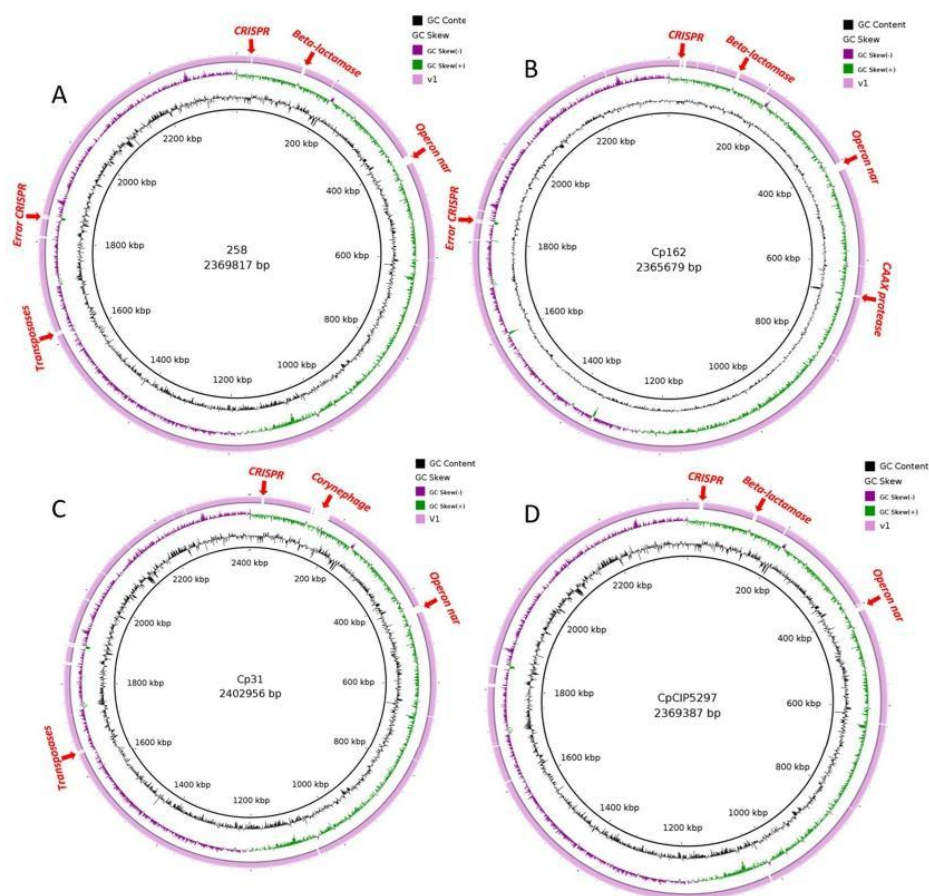 A
GC Conte
GC Skew
GC Skew(-)
GC Skew(+)
v1
CRISPR
Beta-lactamase
Operon nar
Error CRISPR
Transposases
200 kbp
400 kbp
600 kbp
800 kbp
1000 kbp
1200 kbp
1400 kbp
1600 kbp
1800 kbp
2000 kbp
2200 kbp
258
2369817 bp
B
GC Content
GC Skew
GC Skew(-)
GC Skew(+)
v1
CRISPR
Beta-lactamase
Operon nar
CAAX protease
Error CRISPR
200 kbp
400 kbp
600 kbp
800 kbp
1000 kbp
1200 kbp
1400 kbp
1600 kbp
1800 kbp
2000 kbp
2200 kbp
Cp162
2365679 bp
C
GC Content
GC Skew
GC Skew(-)
GC Skew(+)
V1
CRISPR
Corynephage
Operon nar
Transposases
2400 kbp
200 kbp
400 kbp
600 kbp
800 kbp
1000 kbp
1200 kbp
1400 kbp
1600 kbp
1800 kbp
2000 kbp
2200 kbp
Cp31
2402956 bp
D
GC Content
GC Skew
GC Skew(-)
GC Skew(+)
v1
CRISPR
Beta-lactamase
Operon nar
200 kbp
400 kbp
600 kbp
800 kbp
1000 kbp
1200 kbp
1400 kbp
1600 kbp
1800 kbp
2000 kbp
2200 kbp
CpCIP5297
2369387 bp